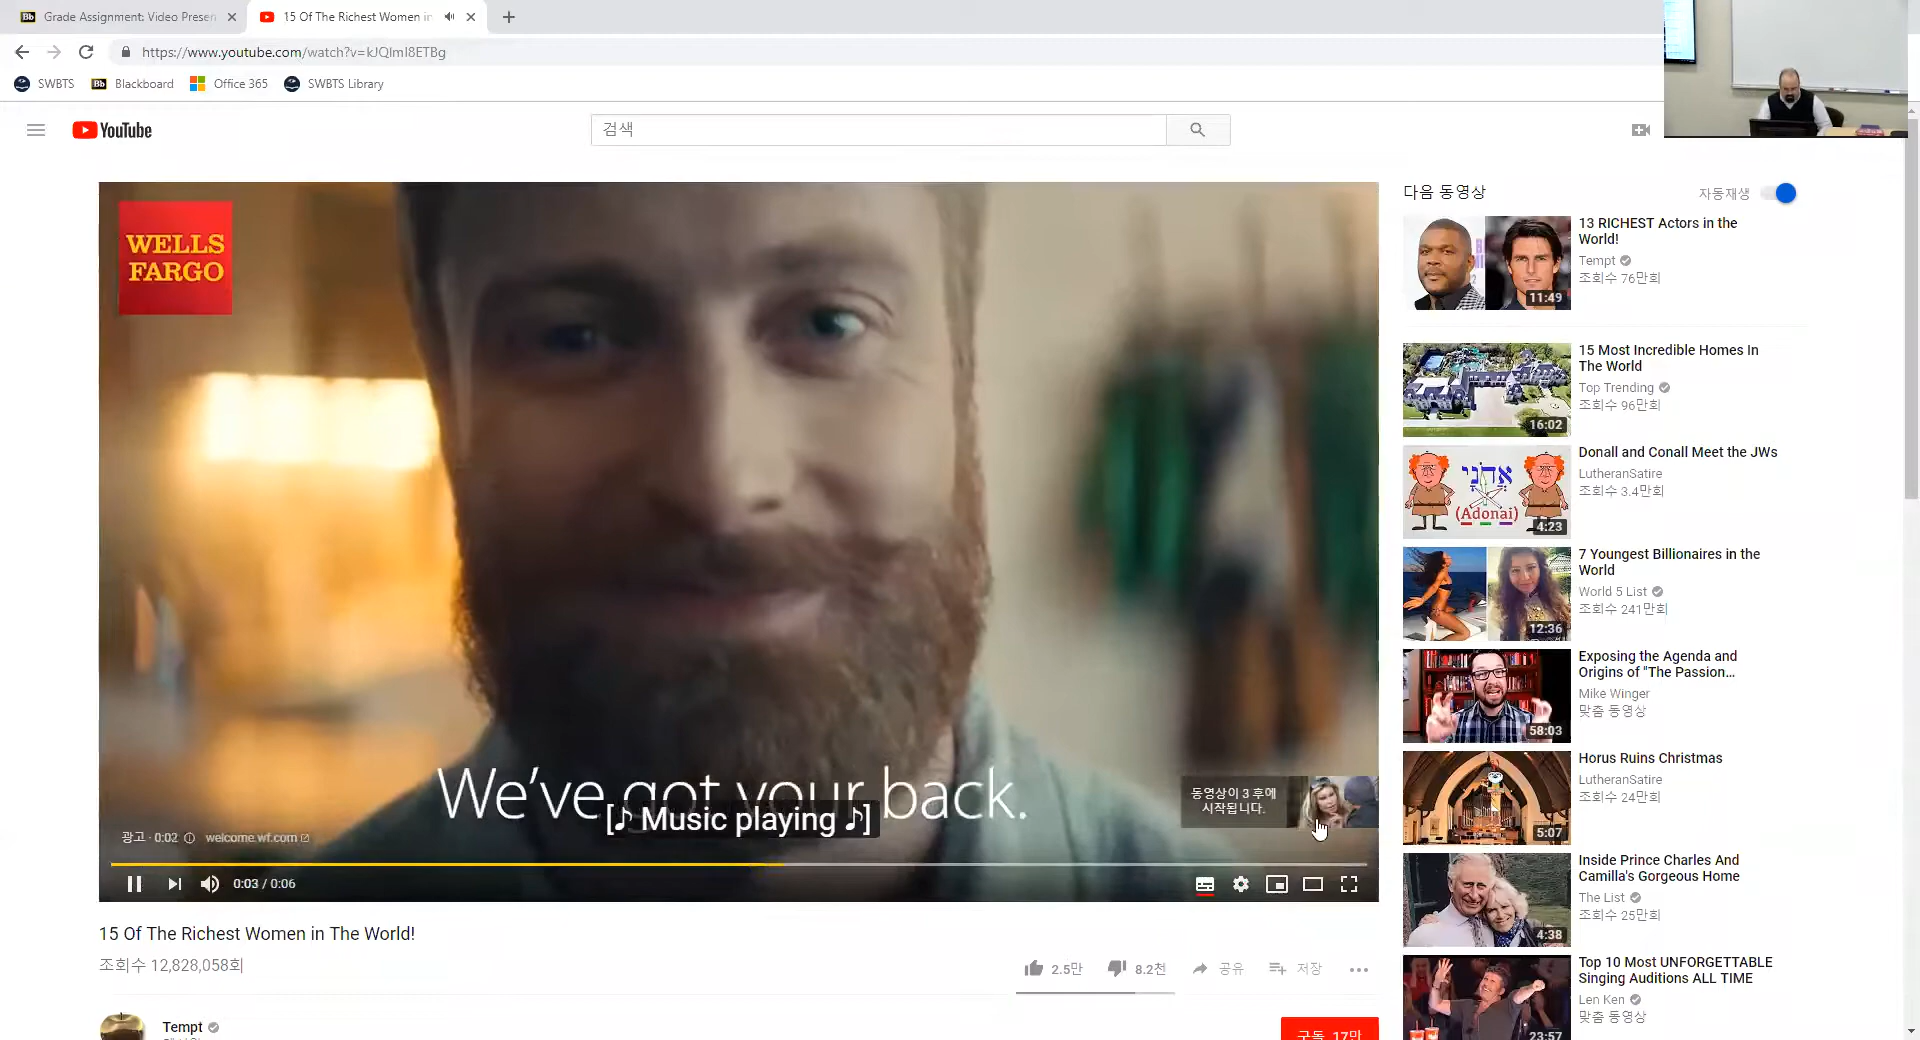 Grade Assignment: Video Presen
15 Of The Richest Women in
https://www.youtube.com/watch?v=kJQlmI8ETBg
SWBTS
Bb Blackboard
Office 365
SWBTS Library
YouTube
검색
WELLS
FARGO
We've got your back.
[♪ Music playing ♪]
동영상이 3 후에
시작됩니다.
광고 · 0:02
welcome.wf.com
0:03 / 0:06
15 Of The Richest Women in The World!
조회수 12,828,058회
2.5만
8.2천
공유
저장
Tempt
구독 17만
다음 동영상
자동재생
13 RICHEST Actors in the
World!
Tempt
조회수 76만회
11:49
15 Most Incredible Homes In
The World
Top Trending
조회수 96만회
16:02
Donall and Conall Meet the JWs
LutheranSatire
조회수 3.4만회
(Adonai)
4:23
7 Youngest Billionaires in the
World
World 5 List
조회수 241만회
12:36
Exposing the Agenda and
Origins of "The Passion...
Mike Winger
맞춤 동영상
58:03
Horus Ruins Christmas
LutheranSatire
조회수 24만회
5:07
Inside Prince Charles And
Camilla's Gorgeous Home
The List
조회수 25만회
4:38
Top 10 Most UNFORGETTABLE
Singing Auditions ALL TIME
Len Ken
맞춤 동영상
23:57